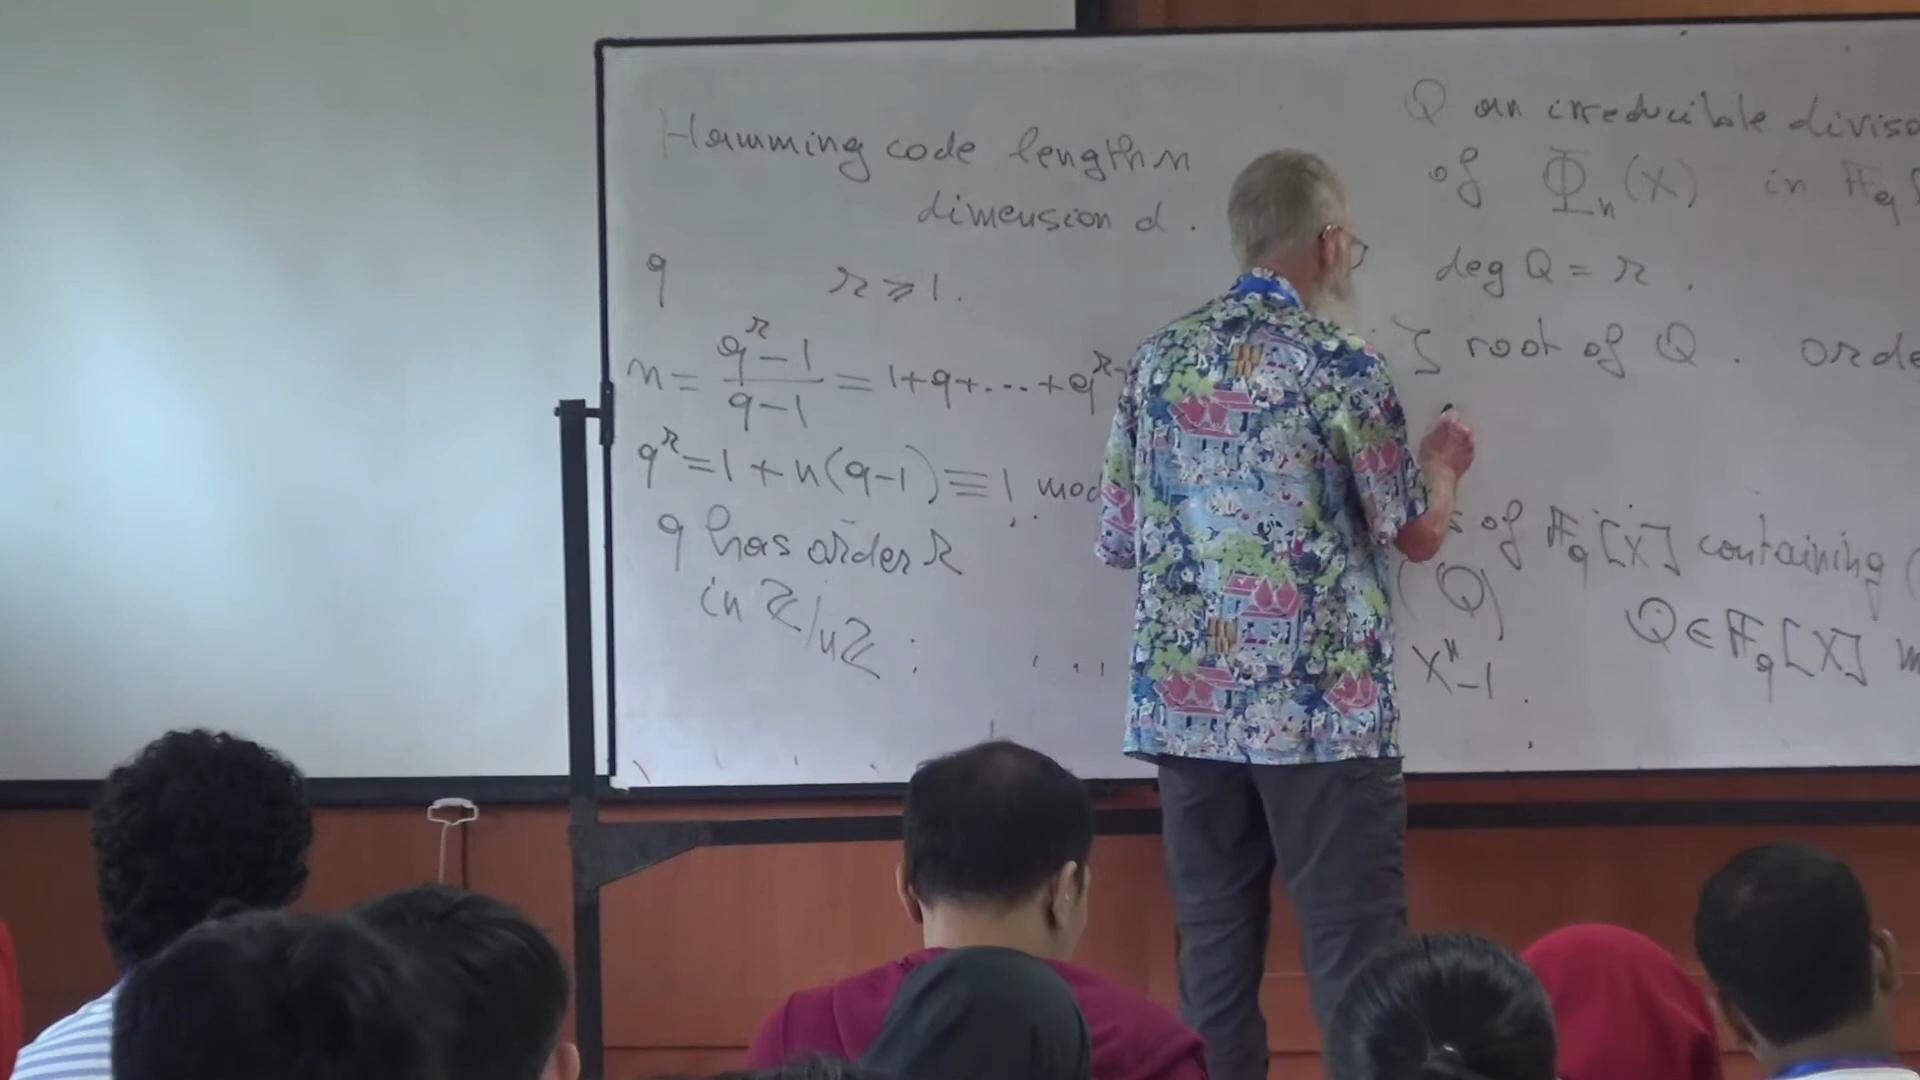 Hamming code length n
dimension d.
q r ⩾ 1.
n = (q^r - 1)/(q - 1) = 1+q+...+q^r-
q^r = 1 + n(q-1) ≡ 1 mod
q has order r
in ℤ/nℤ :
Q an irreducible diviso
of Φ_n(X) in 𝔽_q
deg Q = r.
ζ root of Q. orde
of 𝔽_q[X] containing (
(Q)
Q ∈ 𝔽_q[X] m
X^n-1